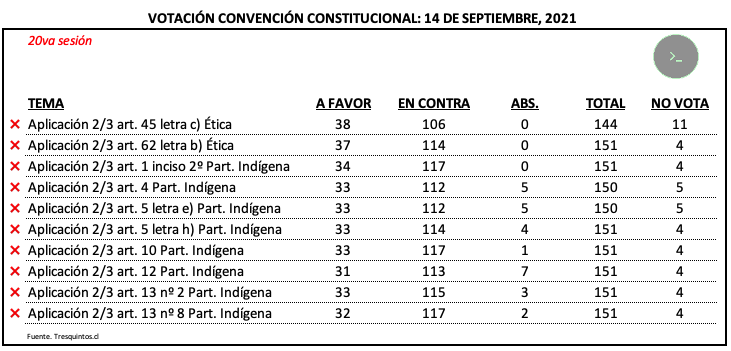 VOTACIÓN CONVENCIÓN CONSTITUCIONAL: 14 DE SEPTIEMBRE, 2021
20va sesión
>_
TEMA A FAVOR EN CONTRA ABS. TOTAL NO VOTA
Aplicación 2/3 art. 45 letra c) Ética 38 106 0 144 11
Aplicación 2/3 art. 62 letra b) Ética 37 114 0 151 4
Aplicación 2/3 art. 1 inciso 2º Part. Indígena 34 117 0 151 4
Aplicación 2/3 art. 4 Part. Indígena 33 112 5 150 5
Aplicación 2/3 art. 5 letra e) Part. Indígena 33 112 5 150 5
Aplicación 2/3 art. 5 letra h) Part. Indígena 33 114 4 151 4
Aplicación 2/3 art. 10 Part. Indígena 33 117 1 151 4
Aplicación 2/3 art. 12 Part. Indígena 31 113 7 151 4
Aplicación 2/3 art. 13 nº 2 Part. Indígena 33 115 3 151 4
Aplicación 2/3 art. 13 nº 8 Part. Indígena 32 117 2 151 4
Fuente. Tresquintos.cl